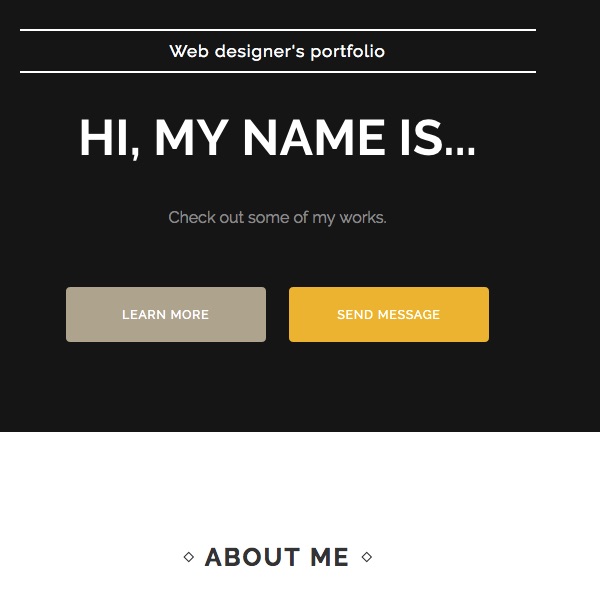 Web designer's portfolio
HI, MY NAME IS...
Check out some of my works.
LEARN MORE
SEND MESSAGE
ABOUT ME